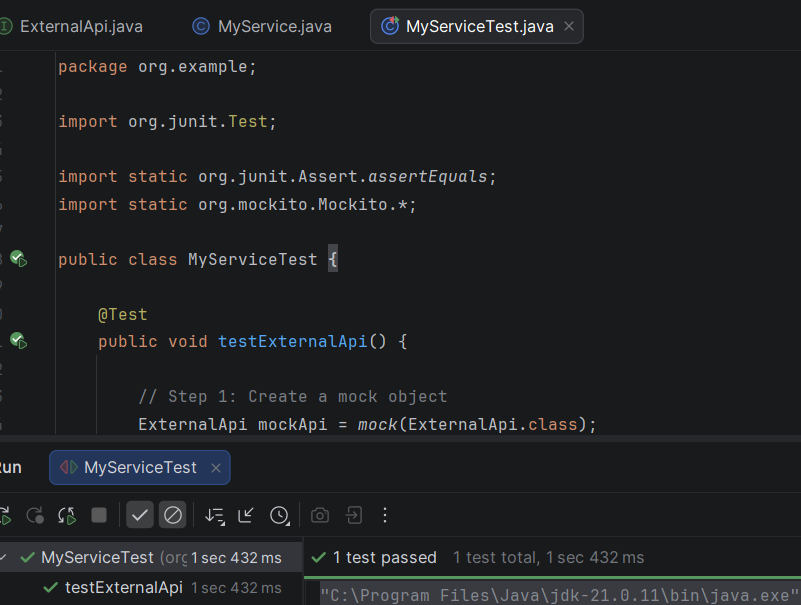 ExternalApi.java MyService.java MyServiceTest.java
package org.example;
import org.junit.Test;
import static org.junit.Assert.assertEquals;
import static org.mockito.Mockito.*;
public class MyServiceTest {
@Test
public void testExternalApi() {
// Step 1: Create a mock object
ExternalApi mockApi = mock(ExternalApi.class);
un MyServiceTest
MyServiceTest (org 1 sec 432 ms
1 test passed 1 test total, 1 sec 432 ms
testExternalApi 1 sec 432 ms
"C:\Program Files\Java\jdk-21.0.11\bin\java.exe"